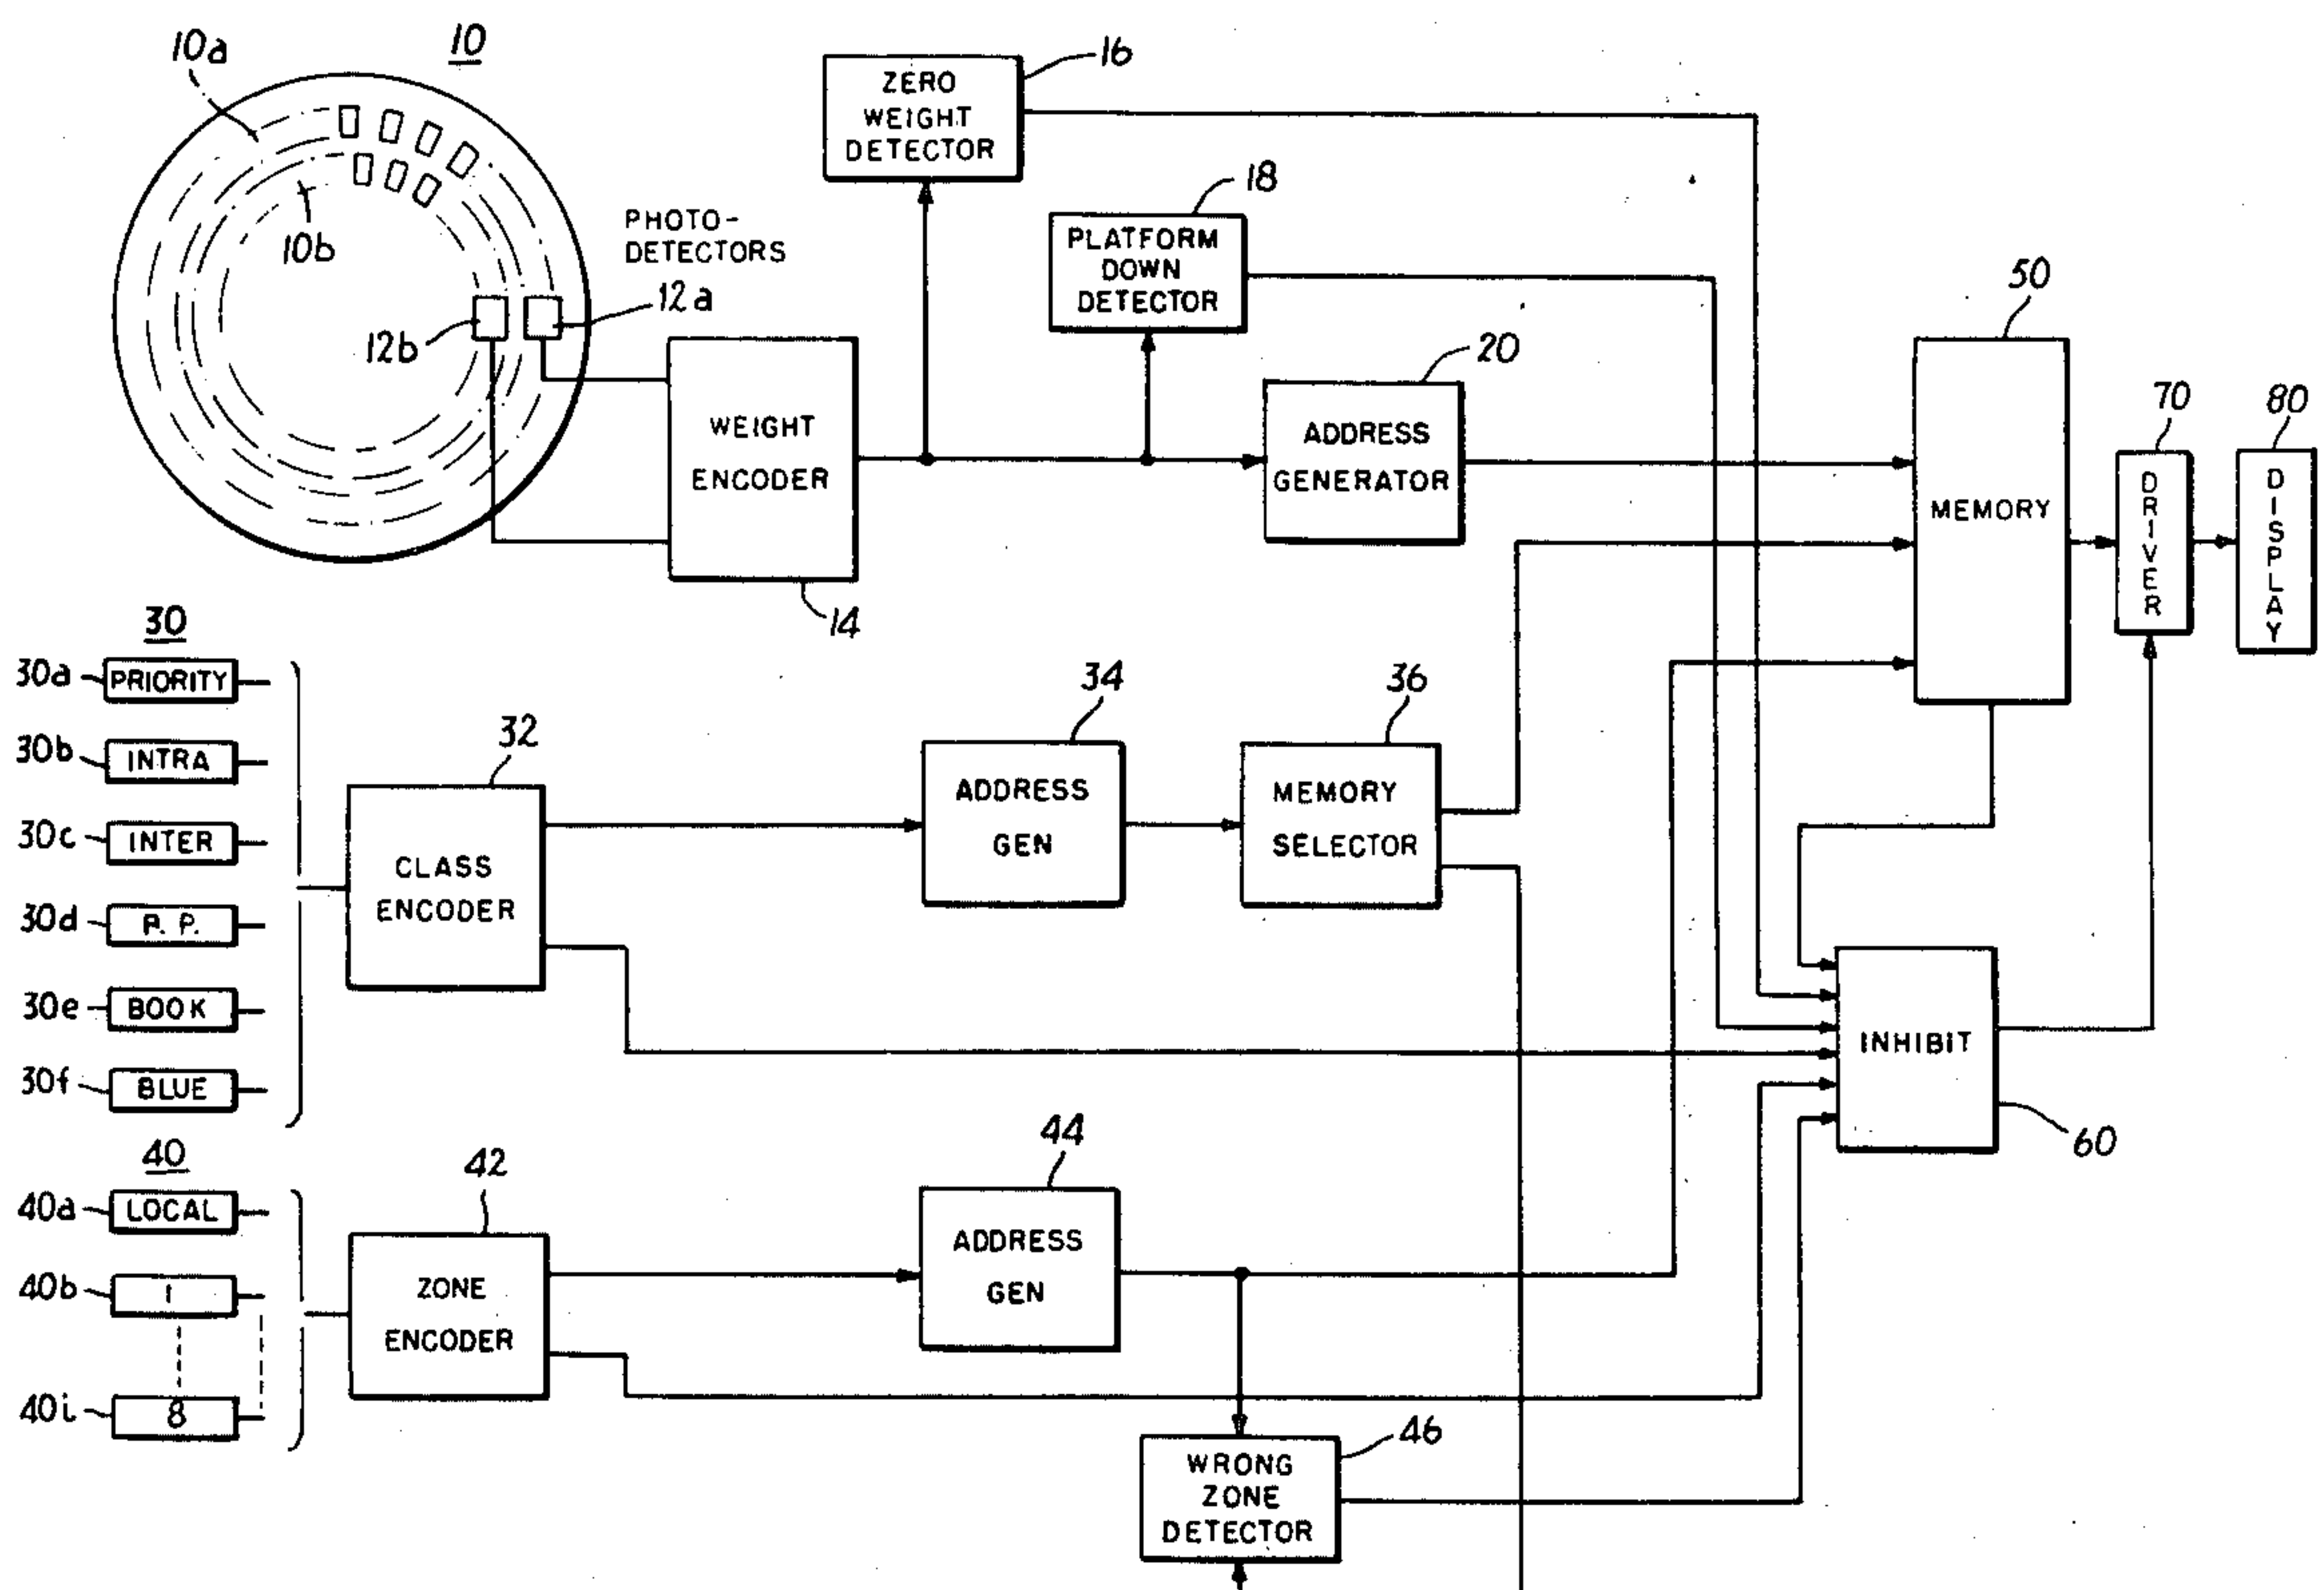 10a
10
16
ZERO
WEIGHT
DETECTOR
18
PHOTO-
DETECTORS
10b
PLATFORM
DOWN
DETECTOR
12a
12b
20
50
WEIGHT
ENCODER
14
ADDRESS
GENERATOR
MEMORY
70
DRIVER
80
DISPLAY
30
30a
PRIORITY
30b
INTRA
30c
INTER
30d
P. P.
30e
BOOK
30f
BLUE
32
CLASS
ENCODER
34
ADDRESS
GEN
36
MEMORY
SELECTOR
INHIBIT
60
40
40a
LOCAL
40b
1
40i
8
42
ZONE
ENCODER
44
ADDRESS
GEN
46
WRONG
ZONE
DETECTOR